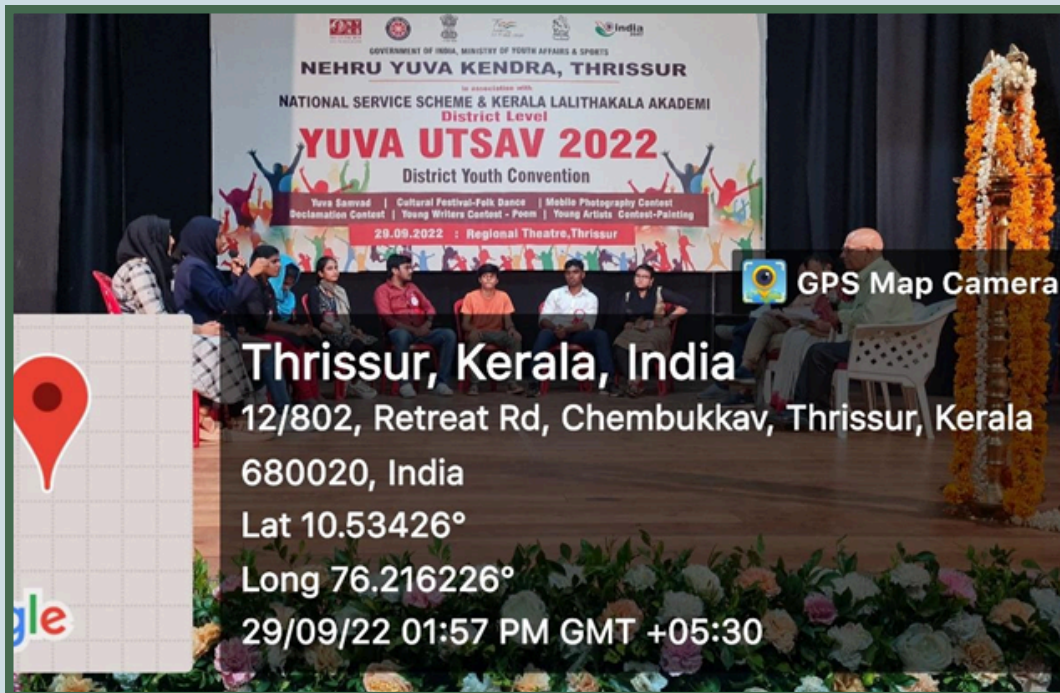 india
GOVERNMENT OF INDIA, MINISTRY OF YOUTH AFFAIRS & SPORTS
NEHRU YUVA KENDRA, THRISSUR
in association with
NATIONAL SERVICE SCHEME & KERALA LALITHAKALA AKADEMI
District Level
YUVA UTSAV 2022
District Youth Convention
Yuva Samvad | Cultural Festival-Folk Dance | Mobile Photography Contest
Declamation Contest | Young Writers Contest - Poem | Young Artists Contest-Painting
29.09.2022 : Regional Theatre,Thrissur
GPS Map Camera
Thrissur, Kerala, India
12/802, Retreat Rd, Chembukkav, Thrissur, Kerala
680020, India
Lat 10.53426°
Long 76.216226°
29/09/22 01:57 PM GMT +05:30
gle